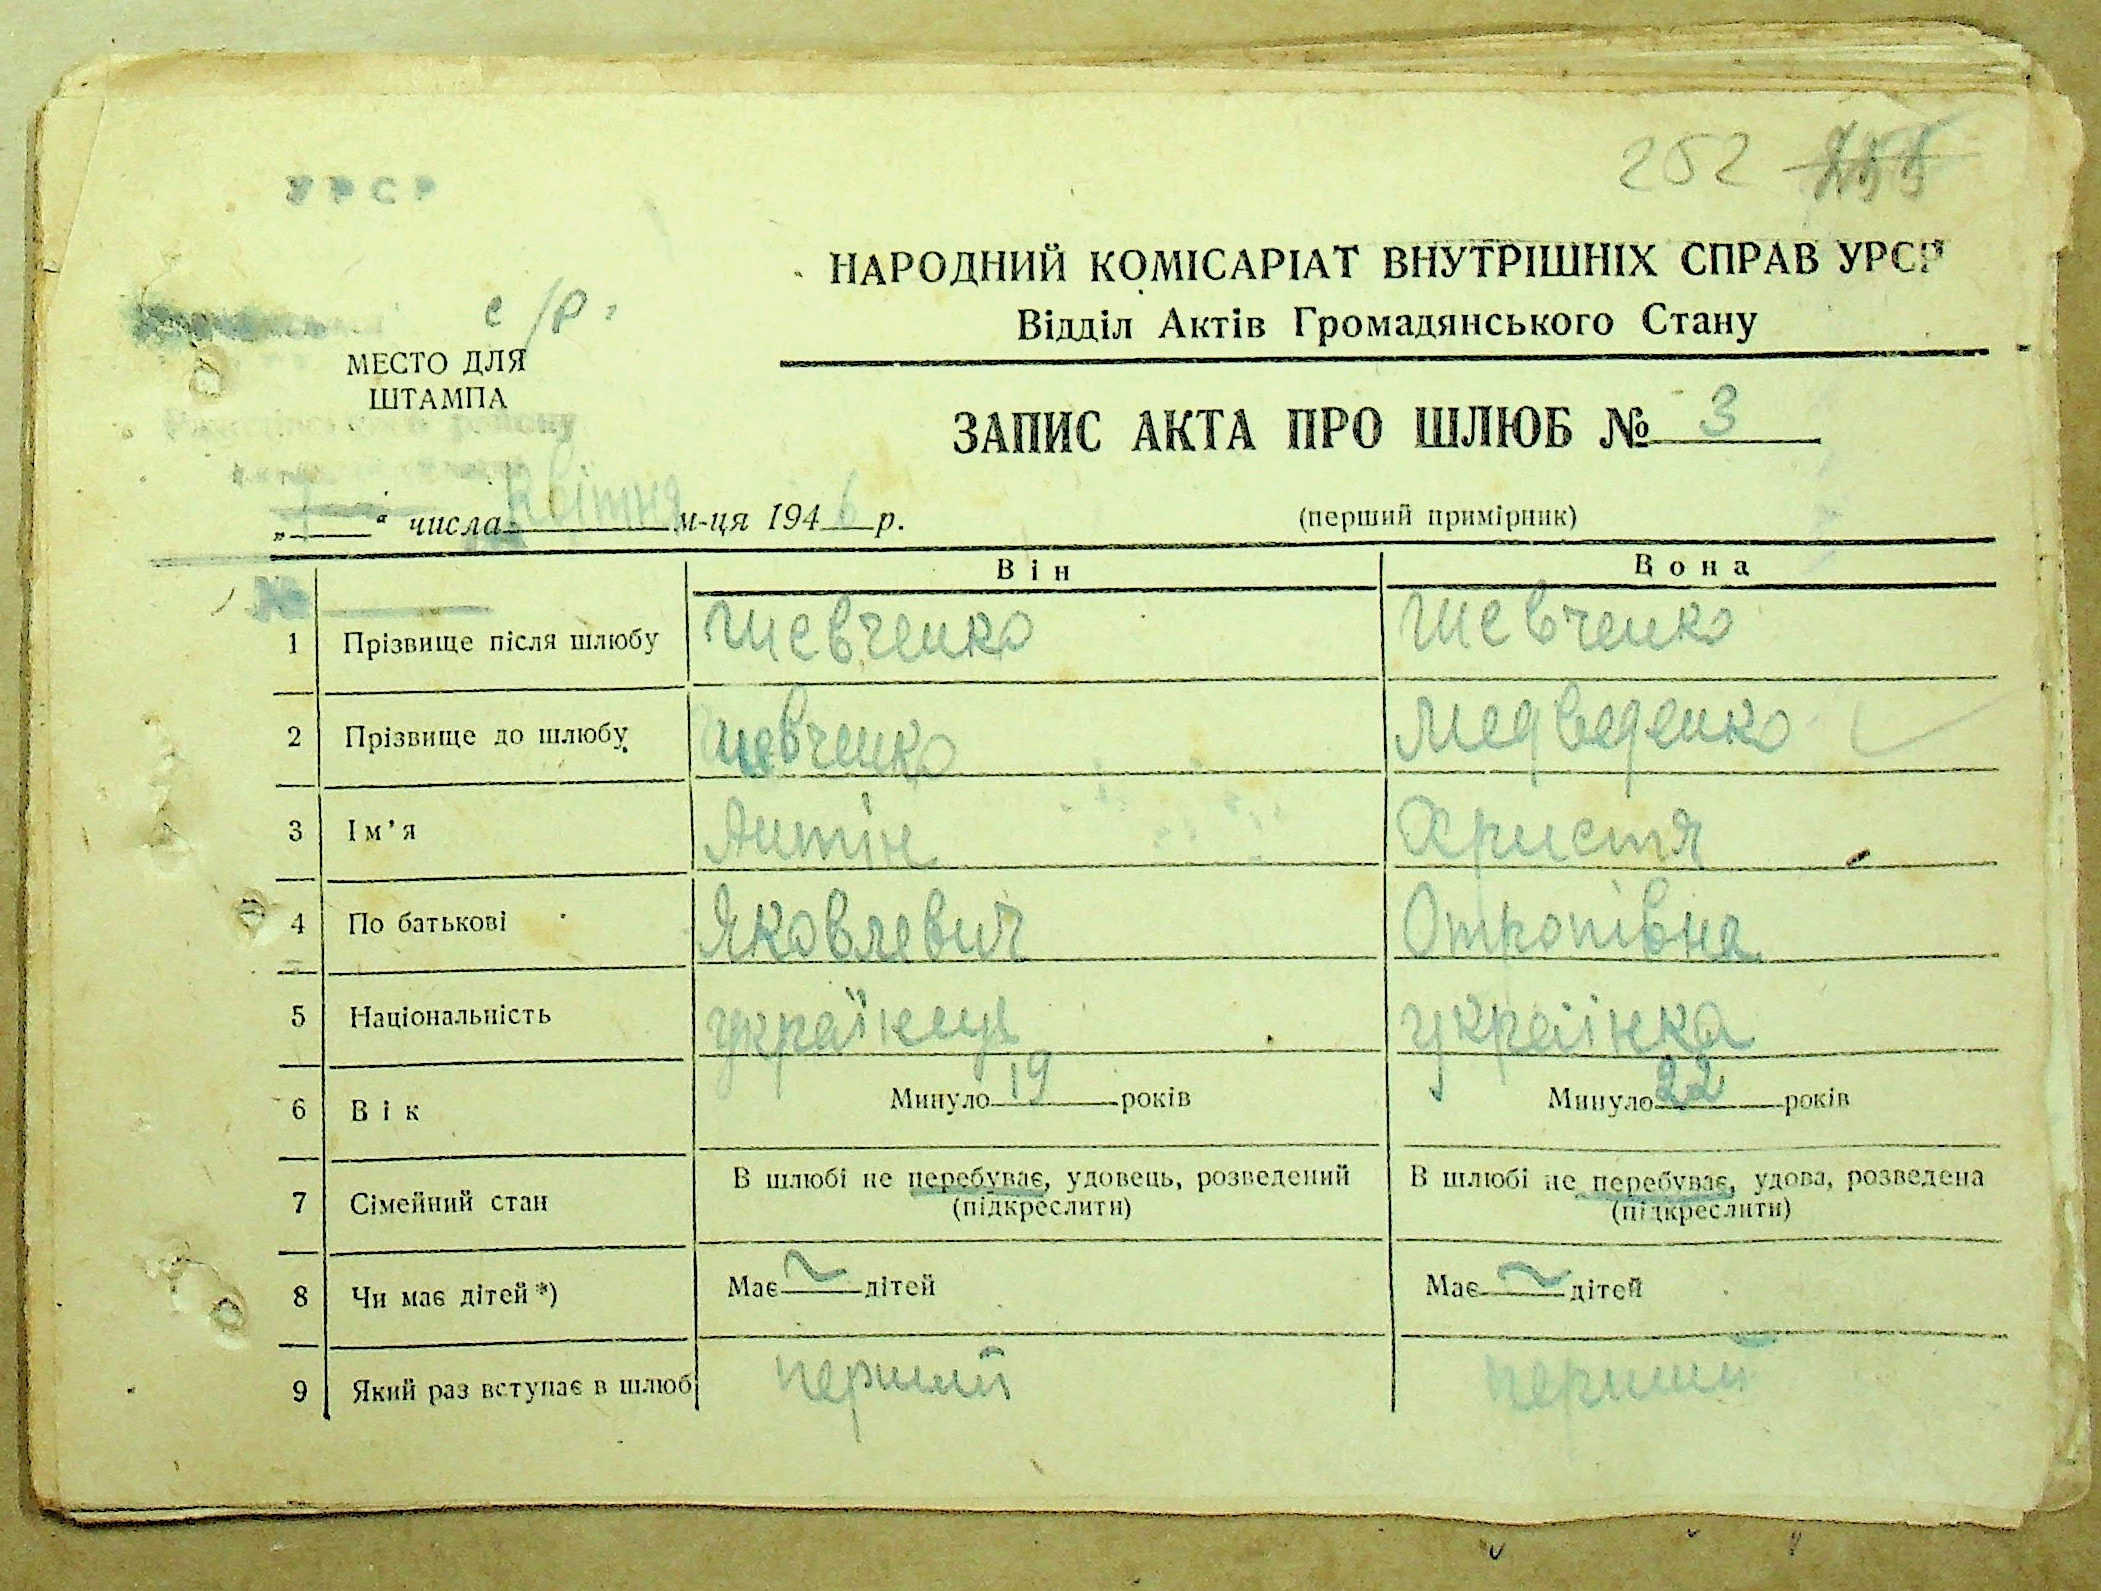 УРСР
252 255
НАРОДНИЙ КОМІСАРІАТ ВНУТРІШНІХ СПРАВ УРСР
с/р.
Відділ Актів Громадянського Стану
МЕСТО ДЛЯ
ШТАМПА
району
ЗАПИС АКТА ПРО ШЛЮБ № 3
„1“ числа Квітня м-ця 1946 р.
(перший примірник)
№
Він Вона
1 Прізвище після шлюбу Шевченко Шевченко
2 Прізвище до шлюбу Шевченко Медведенко
3 Ім’я Антін Христя
4 По батькові Яковлевич Отропівна
5 Національність українець українка
6 Вік Минуло 19 років Минуло 22 років
7 Сімейний стан В шлюбі не перебуває, удовець, розведений (підкреслити) В шлюбі не перебуває, удова, розведена (підкреслити)
8 Чи має дітей *) Має ~ дітей Має ~ дітей
9 Який раз вступає в шлюб перший перший